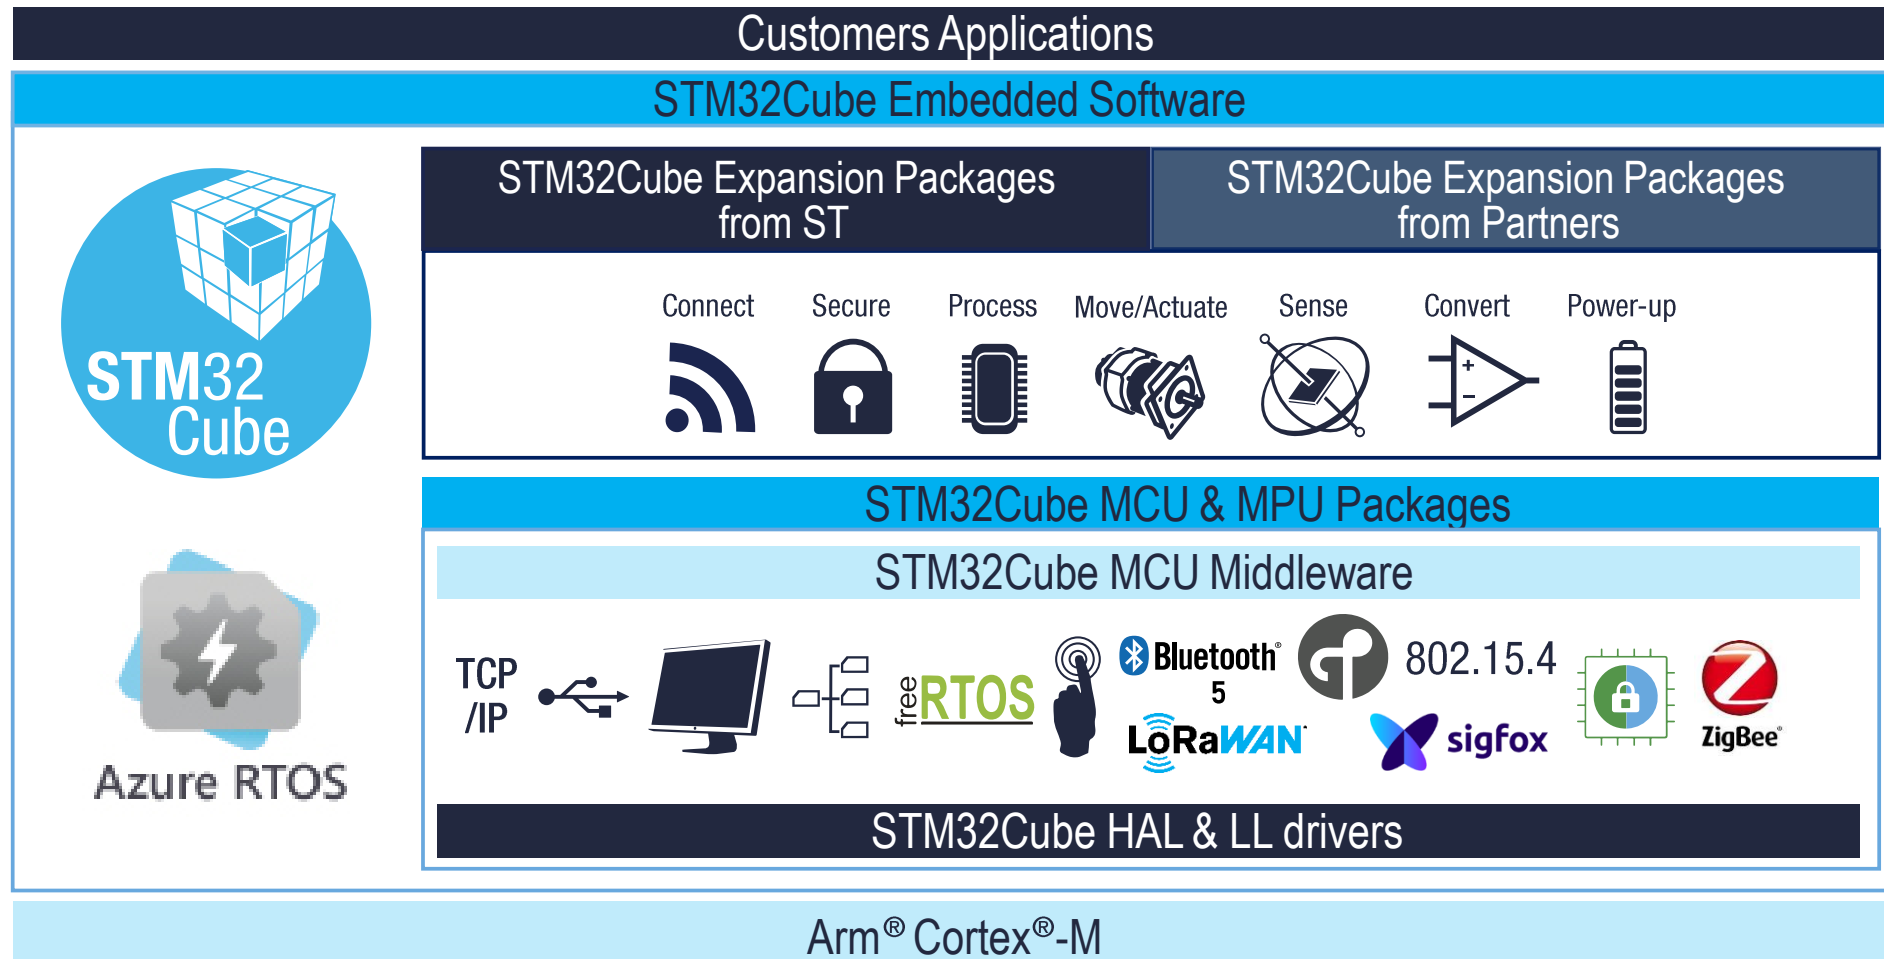 Customers Applications
STM32Cube Embedded Software
STM32
Cube
Azure RTOS
STM32Cube Expansion Packages
from ST
STM32Cube Expansion Packages
from Partners
Connect
Secure
Process
Move/Actuate
Sense
Convert
Power-up
STM32Cube MCU & MPU Packages
STM32Cube MCU Middleware
TCP
/IP
freeRTOS
Bluetooth®
5
LoRaWAN
802.15.4
sigfox
ZigBee®
STM32Cube HAL & LL drivers
Arm® Cortex®-M